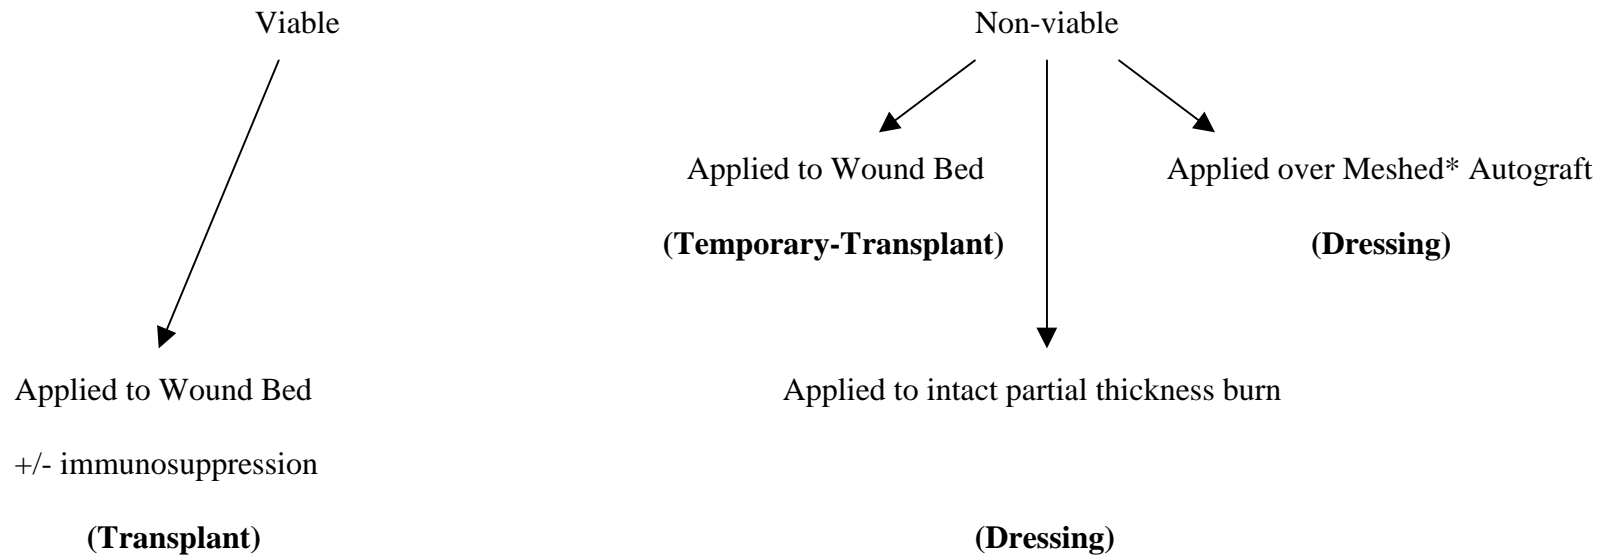 Viable
Non-viable
Applied to Wound Bed
Applied over Meshed* Autograft
(Temporary-Transplant)
(Dressing)
Applied to Wound Bed
Applied to intact partial thickness burn
+/- immunosuppression
(Transplant)
(Dressing)